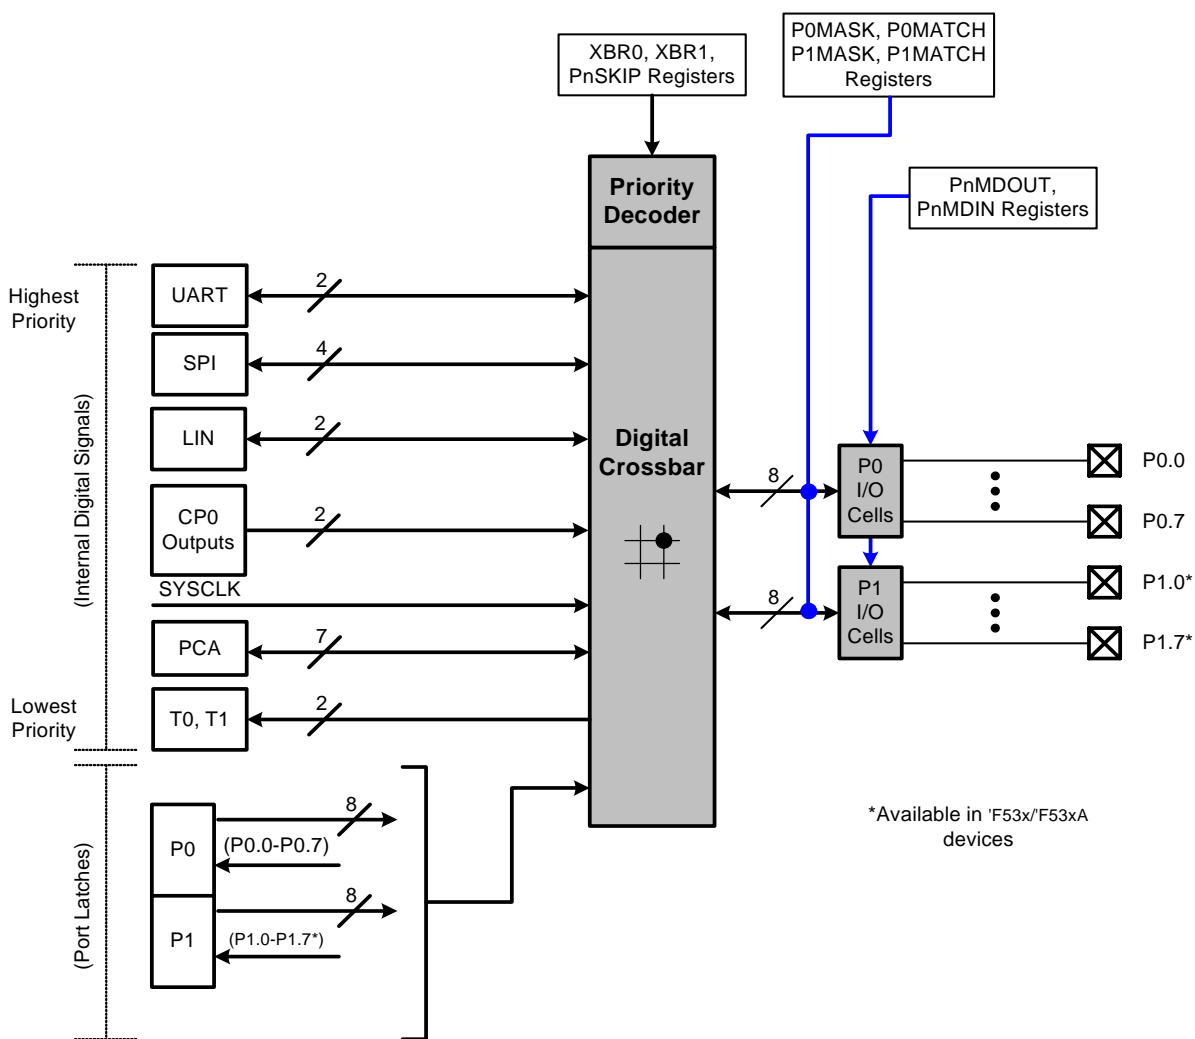 XBR0, XBR1,
PnSKIP Registers
P0MASK, P0MATCH
P1MASK, P1MATCH
Registers
Priority
Decoder
PnMDOUT,
PnMDIN Registers
Highest
Priority
(Internal Digital Signals)
UART
2
SPI
4
LIN
2
CP0
Outputs
2
SYSCLK
PCA
7
Lowest
Priority
T0, T1
2
Digital
Crossbar
8
P0
I/O
Cells
P0.0
P0.7
8
P1
I/O
Cells
P1.0*
P1.7*
(Port Latches)
P0
8
(P0.0-P0.7)
P1
8
(P1.0-P1.7*)
*Available in 'F53x/'F53xA
devices